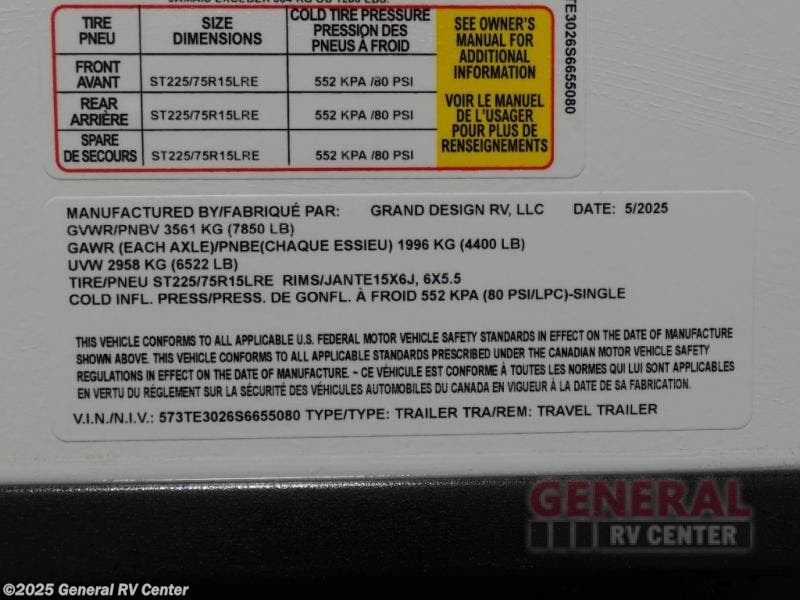 TIRE PNEU SIZE DIMENSIONS COLD TIRE PRESSURE PRESSION DES PNEUS À FROID
FRONT AVANT ST225/75R15LRE 552 KPA /80 PSI
REAR ARRIÈRE ST225/75R15LRE 552 KPA /80 PSI
SPARE DE SECOURS ST225/75R15LRE 552 KPA /80 PSI
SEE OWNER'S
MANUAL FOR
ADDITIONAL
INFORMATION
VOIR LE MANUEL
DE L'USAGER
POUR PLUS DE
RENSEIGNEMENTS
TE3026S6655080
MANUFACTURED BY/FABRIQUÉ PAR: GRAND DESIGN RV, LLC DATE: 5/2025
GVWR/PNBV 3561 KG (7850 LB)
GAWR (EACH AXLE)/PNBE(CHAQUE ESSIEU) 1996 KG (4400 LB)
UVW 2958 KG (6522 LB)
TIRE/PNEU ST225/75R15LRE RIMS/JANTE15X6J, 6X5.5
COLD INFL. PRESS/PRESS. DE GONFL. À FROID 552 KPA (80 PSI/LPC)-SINGLE
THIS VEHICLE CONFORMS TO ALL APPLICABLE U.S. FEDERAL MOTOR VEHICLE SAFETY STANDARDS IN EFFECT ON THE DATE OF MANUFACTURE
SHOWN ABOVE. THIS VEHICLE CONFORMS TO ALL APPLICABLE STANDARDS PRESCRIBED UNDER THE CANADIAN MOTOR VEHICLE SAFETY
REGULATIONS IN EFFECT ON THE DATE OF MANUFACTURE. ~ CE VÉHICULE EST CONFORME À TOUTES LES NORMES QUI LUI SONT APPLICABLES
EN VERTU DU RÈGLEMENT SUR LA SÉCURITÉ DES VÉHICULES AUTOMOBILES DU CANADA EN VIGUEUR À LA DATE DE SA FABRICATION.
V.I.N./N.I.V.: 573TE3026S6655080 TYPE/TYPE: TRAILER TRA/REM: TRAVEL TRAILER
GENERAL
RV CENTER
©2025 General RV Center